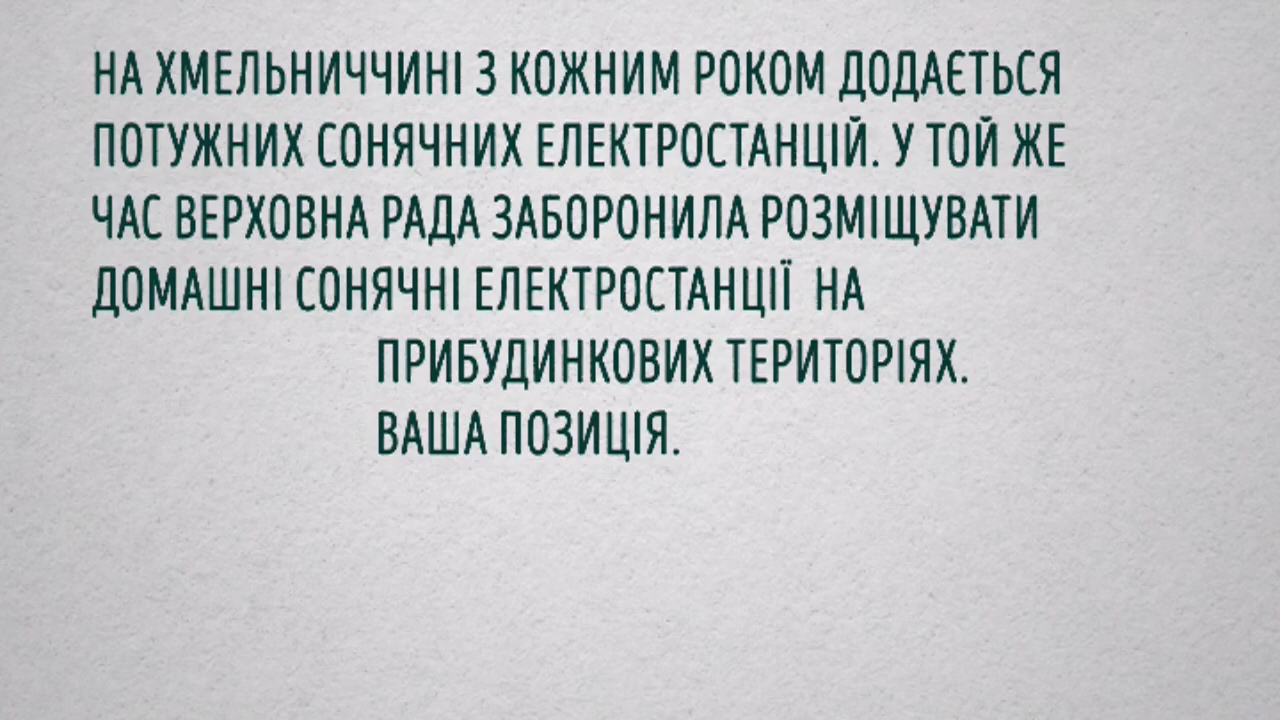 НА ХМЕЛЬНИЧЧИНІ З КОЖНИМ РОКОМ ДОДАЄТЬСЯ
ПОТУЖНИХ СОНЯЧНИХ ЕЛЕКТРОСТАНЦІЙ. У ТОЙ ЖЕ
ЧАС ВЕРХОВНА РАДА ЗАБОРОНИЛА РОЗМІЩУВАТИ
ДОМАШНІ СОНЯЧНІ ЕЛЕКТРОСТАНЦІЇ НА
ПРИБУДИНКОВИХ ТЕРИТОРІЯХ.
ВАША ПОЗИЦІЯ.